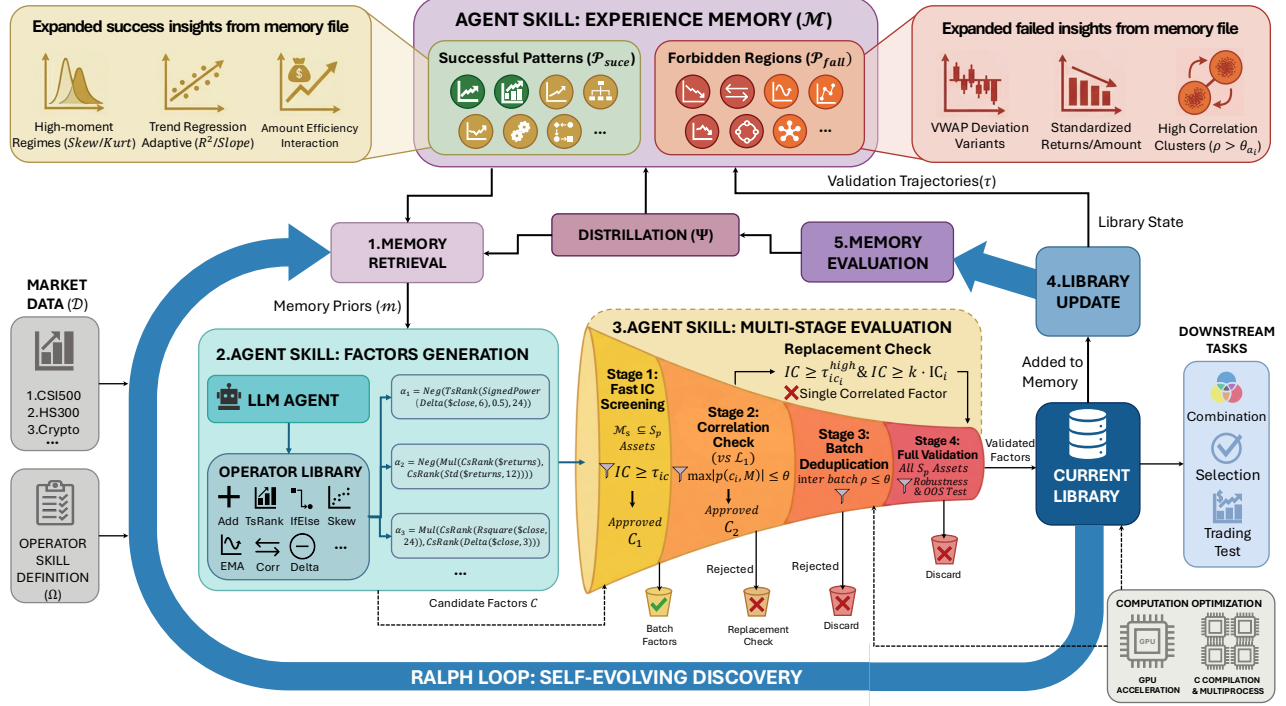 Expanded success insights from memory file
High-moment
Regimes (Skew/Kurt)
Trend Regression
Adaptive (R²/Slope)
Amount Efficiency
Interaction
AGENT SKILL: EXPERIENCE MEMORY (ℳ)
Successful Patterns (𝒫suce)
...
Forbidden Regions (𝒫fall)
...
Expanded failed insights from memory file
VWAP Deviation
Variants
Standardized
Returns/Amount
High Correlation
Clusters (ρ > θaᵢ)
Validation Trajectories(τ)
Library State
1.MEMORY
RETRIEVAL
DISTRILLATION (Ψ)
5.MEMORY
EVALUATION
4.LIBRARY
UPDATE
MARKET
DATA (𝒟)
1.CSI500
2.HS300
3.Crypto
...
OPERATOR
SKILL
DEFINITION
(Ω)
Memory Priors (𝓂)
2.AGENT SKILL: FACTORS GENERATION
LLM AGENT
OPERATOR LIBRARY
Add TsRank IfElse Skew
EMA Corr Delta ...
α₁ = Neg(TsRank(SignedPower
(Delta($close, 6), 0.5), 24))
α₂ = Neg(Mul(CsRank($returns),
CsRank(Std($returns, 12))))
α₃ = Mul(CsRank(Rsquare($close,
24)), CsRank(Delta($close, 3)))
...
Candidate Factors C
3.AGENT SKILL: MULTI-STAGE EVALUATION
Replacement Check
IC ≥ τ^high_icᵢ & IC ≥ k · ICᵢ
Single Correlated Factor
Stage 1:
Fast IC
Screening
ℳs ⊆ Sp
Assets
IC ≥ τic
Approved
C₁
Stage 2:
Correlation
Check
(vs ℒ₁)
max|p(cᵢ, M)| ≤ θ
Approved
C₂
Stage 3:
Batch
Deduplication
inter batch ρ ≤ θ
Stage 4:
Full Validation
All Sp Assets
Robustness
& OOS Test
Batch
Factors
Rejected
Replacement
Check
Rejected
Discard
Discard
Validated
Factors
Added to
Memory
CURRENT
LIBRARY
DOWNSTREAM
TASKS
Combination
Selection
Trading
Test
COMPUTATION OPTIMIZATION
GPU
GPU
ACCELERATION
C COMPILATION
& MULTIPROCESS
RALPH LOOP: SELF-EVOLVING DISCOVERY